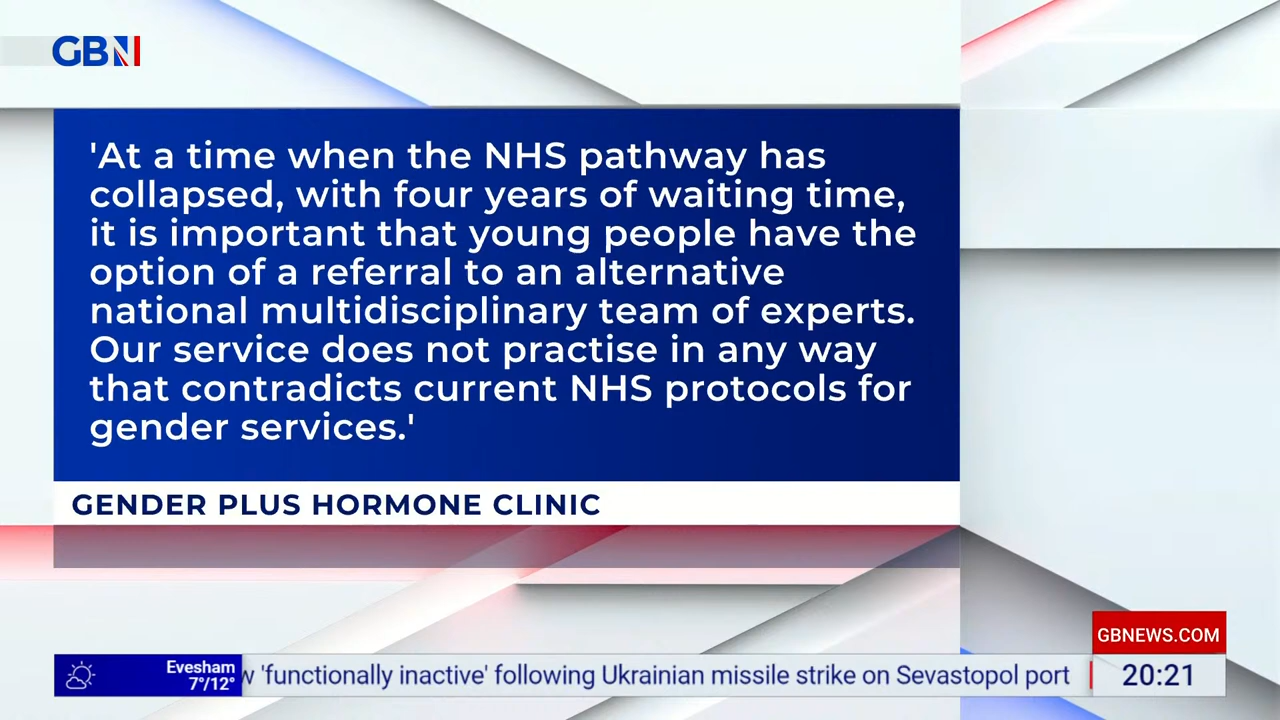 GBN
'At a time when the NHS pathway has
collapsed, with four years of waiting time,
it is important that young people have the
option of a referral to an alternative
national multidisciplinary team of experts.
Our service does not practise in any way
that contradicts current NHS protocols for
gender services.'
GENDER PLUS HORMONE CLINIC
GBNEWS.COM
Evesham
7°/12°
'functionally inactive' following Ukrainian missile strike on Sevastopol port
20:21